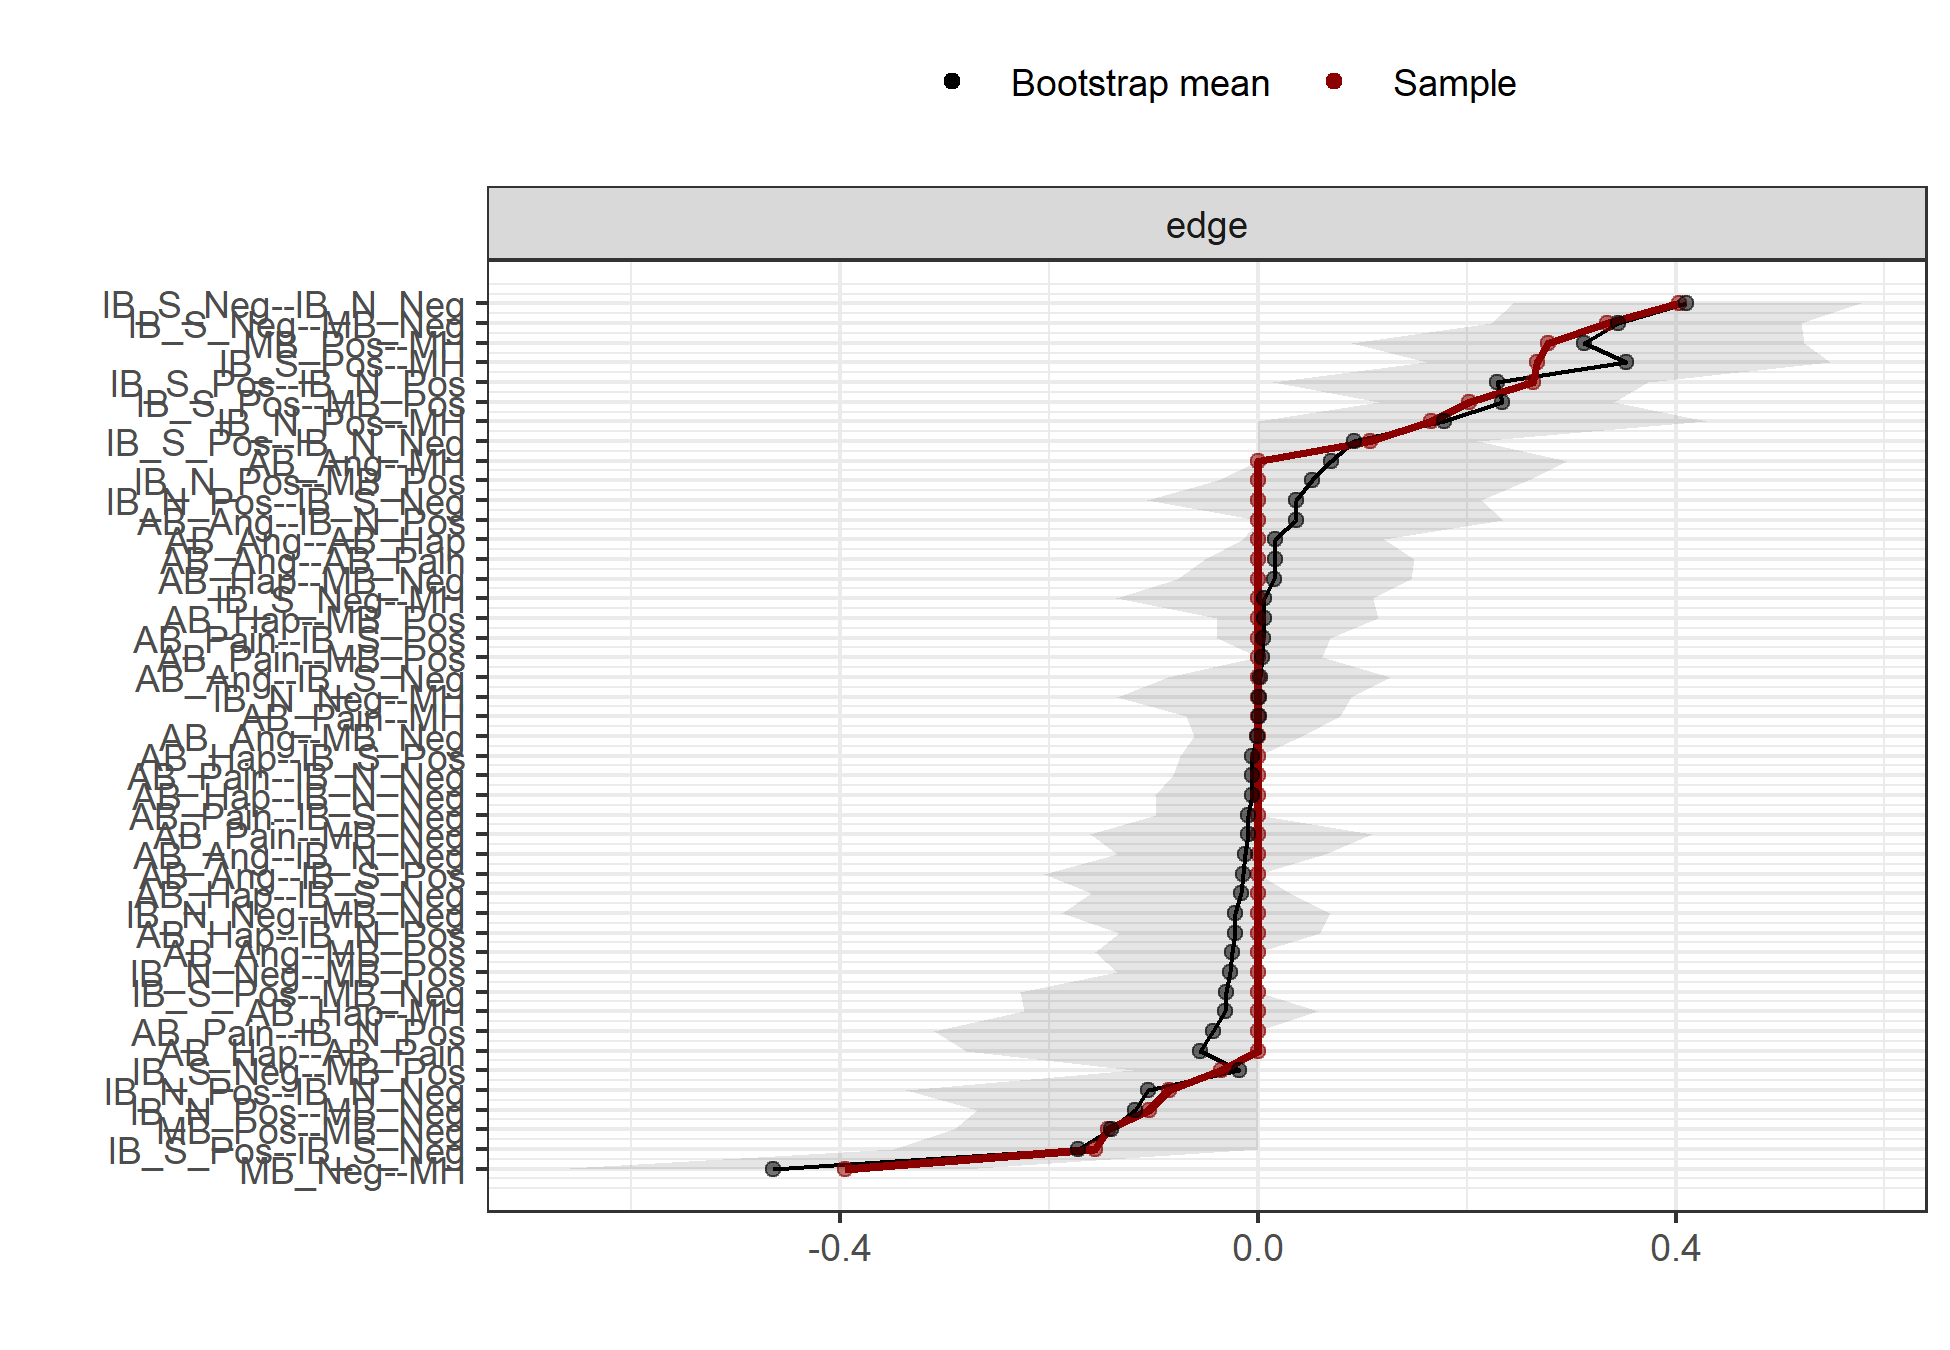 Bootstrap mean
Sample
edge
IB_S_Neg--IB_N_Neg
IB_S_Neg--MB_Neg
MB_Pos--MH
IB_S_Pos--MH
IB_S_Pos--IB_N_Pos
IB_S_Pos--MB_Pos
IB_N_Pos--MH
IB_S_Pos--IB_N_Neg
AB_Ang--MH
IB_N_Pos--MB_Pos
IB_N_Pos--IB_S_Neg
AB_Ang--IB_N_Pos
AB_Ang--AB_Hap
AB_Ang--AB_Pain
AB_Hap--MB_Neg
IB_S_Neg--MH
AB_Hap--MB_Pos
AB_Pain--IB_S_Pos
AB_Pain--MB_Pos
AB_Ang--IB_S_Neg
IB_N_Neg--MH
AB_Pain--MH
AB_Ang--MB_Neg
AB_Hap--IB_S_Pos
AB_Pain--IB_N_Neg
AB_Hap--IB_N_Neg
AB_Pain--IB_S_Neg
AB_Pain--MB_Neg
AB_Ang--IB_N_Neg
AB_Ang--IB_S_Pos
AB_Hap--IB_S_Neg
IB_N_Neg--MB_Neg
AB_Hap--IB_N_Pos
AB_Ang--MB_Pos
IB_N_Neg--MB_Pos
IB_S_Pos--MB_Neg
AB_Hap--MH
AB_Pain--IB_N_Pos
AB_Hap--AB_Pain
IB_S_Neg--MB_Pos
IB_N_Pos--IB_N_Neg
IB_N_Pos--MB_Neg
MB_Pos--MB_Neg
IB_S_Pos--IB_S_Neg
MB_Neg--MH
-0.4
0.0
0.4